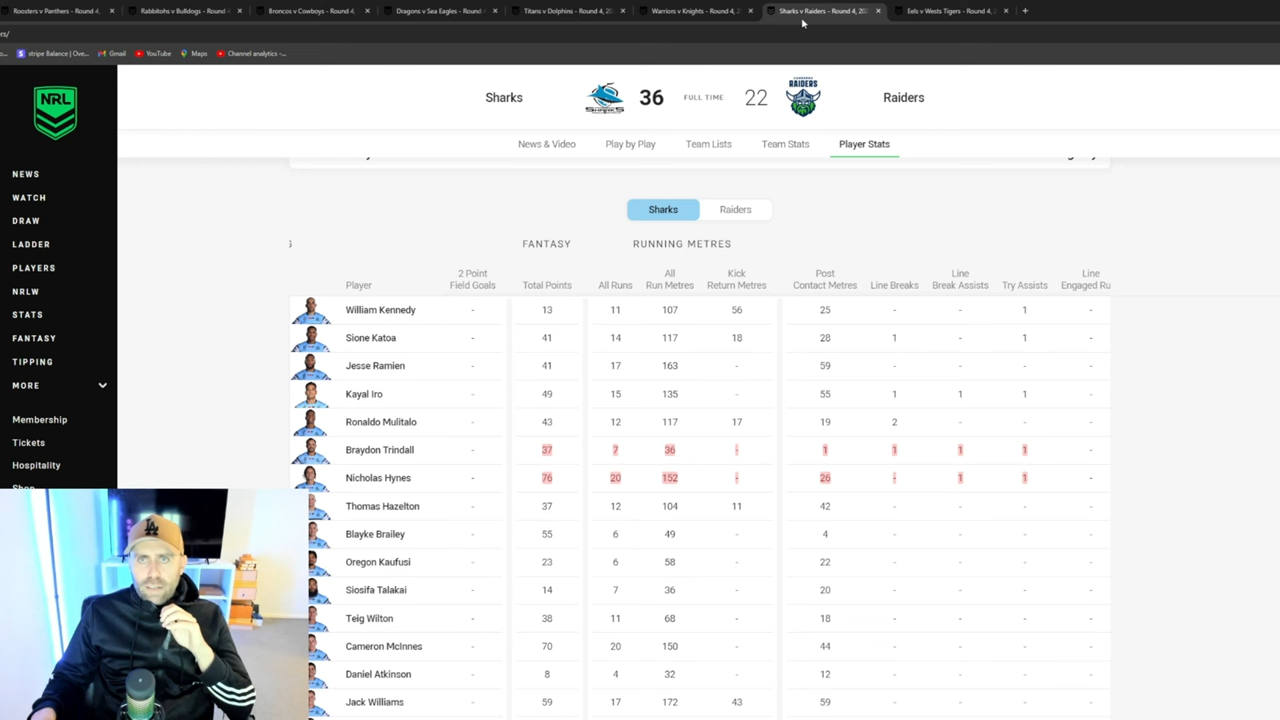 Roosters v Panthers - Round 4,
Rabbitohs v Bulldogs - Round 4
Broncos v Cowboys - Round 4,
Dragons v Sea Eagles - Round
Titans v Dolphins - Round 4, 20
Warriors v Knights - Round 4, 2
Sharks v Raiders - Round 4, 20
Eels v Wests Tigers - Round 4, 2
rs/
stripe Balance | Ove...
Gmail
YouTube
Maps
Channel analytics -...
NRL
Sharks
36
FULL TIME
22
RAIDERS
Raiders
News & Video
Play by Play
Team Lists
Team Stats
Player Stats
NEWS
WATCH
DRAW
LADDER
PLAYERS
NRLW
STATS
FANTASY
TIPPING
MORE
Membership
Tickets
Hospitality
Sharks
Raiders
FANTASY
RUNNING METRES
Player 2 Point Field Goals Total Points All Runs All Run Metres Kick Return Metres Post Contact Metres Line Breaks Line Break Assists Try Assists Line Engaged Ru
William Kennedy - 13 11 107 56 25 - - 1 -
Sione Katoa - 41 14 117 18 28 1 - 1 -
Jesse Ramien - 41 17 163 - 59 - - - -
Kayal Iro - 49 15 135 - 55 1 1 1 -
Ronaldo Mulitalo - 43 12 117 17 19 2 - - -
Braydon Trindall - 37 7 36 - 1 1 1 1 -
Nicholas Hynes - 76 20 152 - 26 - 1 1 -
Thomas Hazelton - 37 12 104 11 42 - - - -
Blayke Brailey - 55 6 49 - 4 - - - -
Oregon Kaufusi - 23 6 58 - 22 - - - -
Siosifa Talakai - 14 7 36 - 20 - - - -
Teig Wilton - 38 11 68 - 18 - - - -
Cameron McInnes - 70 20 150 - 44 - - - -
Daniel Atkinson - 8 4 32 - 12 - - - -
Jack Williams - 59 17 172 43 27 - - - -